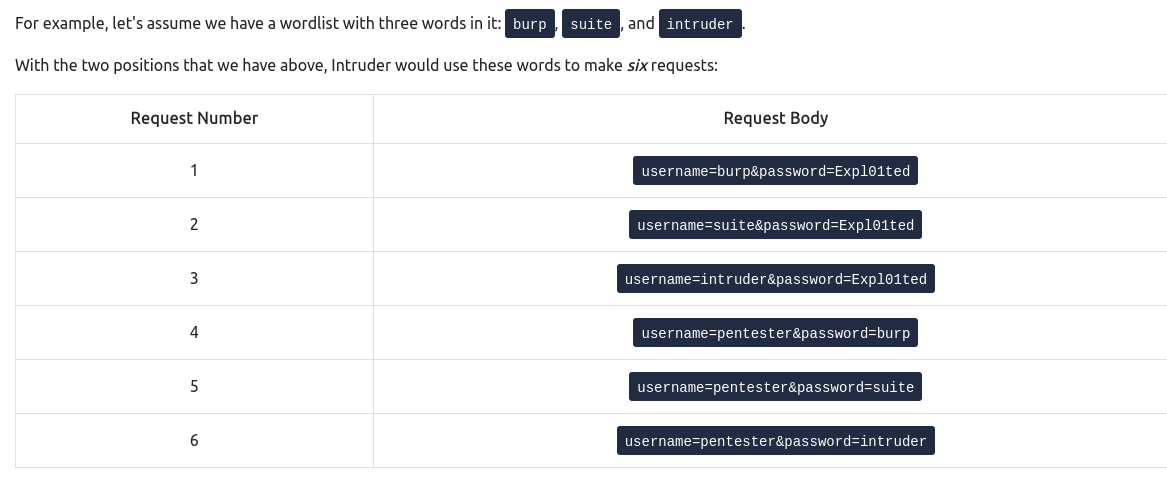 For example, let's assume we have a wordlist with three words in it: burp, suite, and intruder.
With the two positions that we have above, Intruder would use these words to make six requests:
Request Number Request Body
1 username=burp&password=Expl01ted
2 username=suite&password=Expl01ted
3 username=intruder&password=Expl01ted
4 username=pentester&password=burp
5 username=pentester&password=suite
6 username=pentester&password=intruder